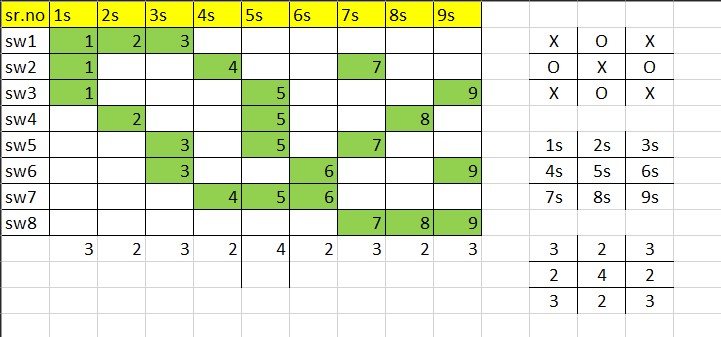 sr.no 1s 2s 3s 4s 5s 6s 7s 8s 9s
sw1 1 2 3 X O X
sw2 1 4 7 O X O
sw3 1 5 9 X O X
sw4 2 5 8
sw5 3 5 7 1s 2s 3s
sw6 3 6 9 4s 5s 6s
sw7 4 5 6 7s 8s 9s
sw8 7 8 9
3 2 3 2 4 2 3 2 3 3 2 3
2 4 2
3 2 3